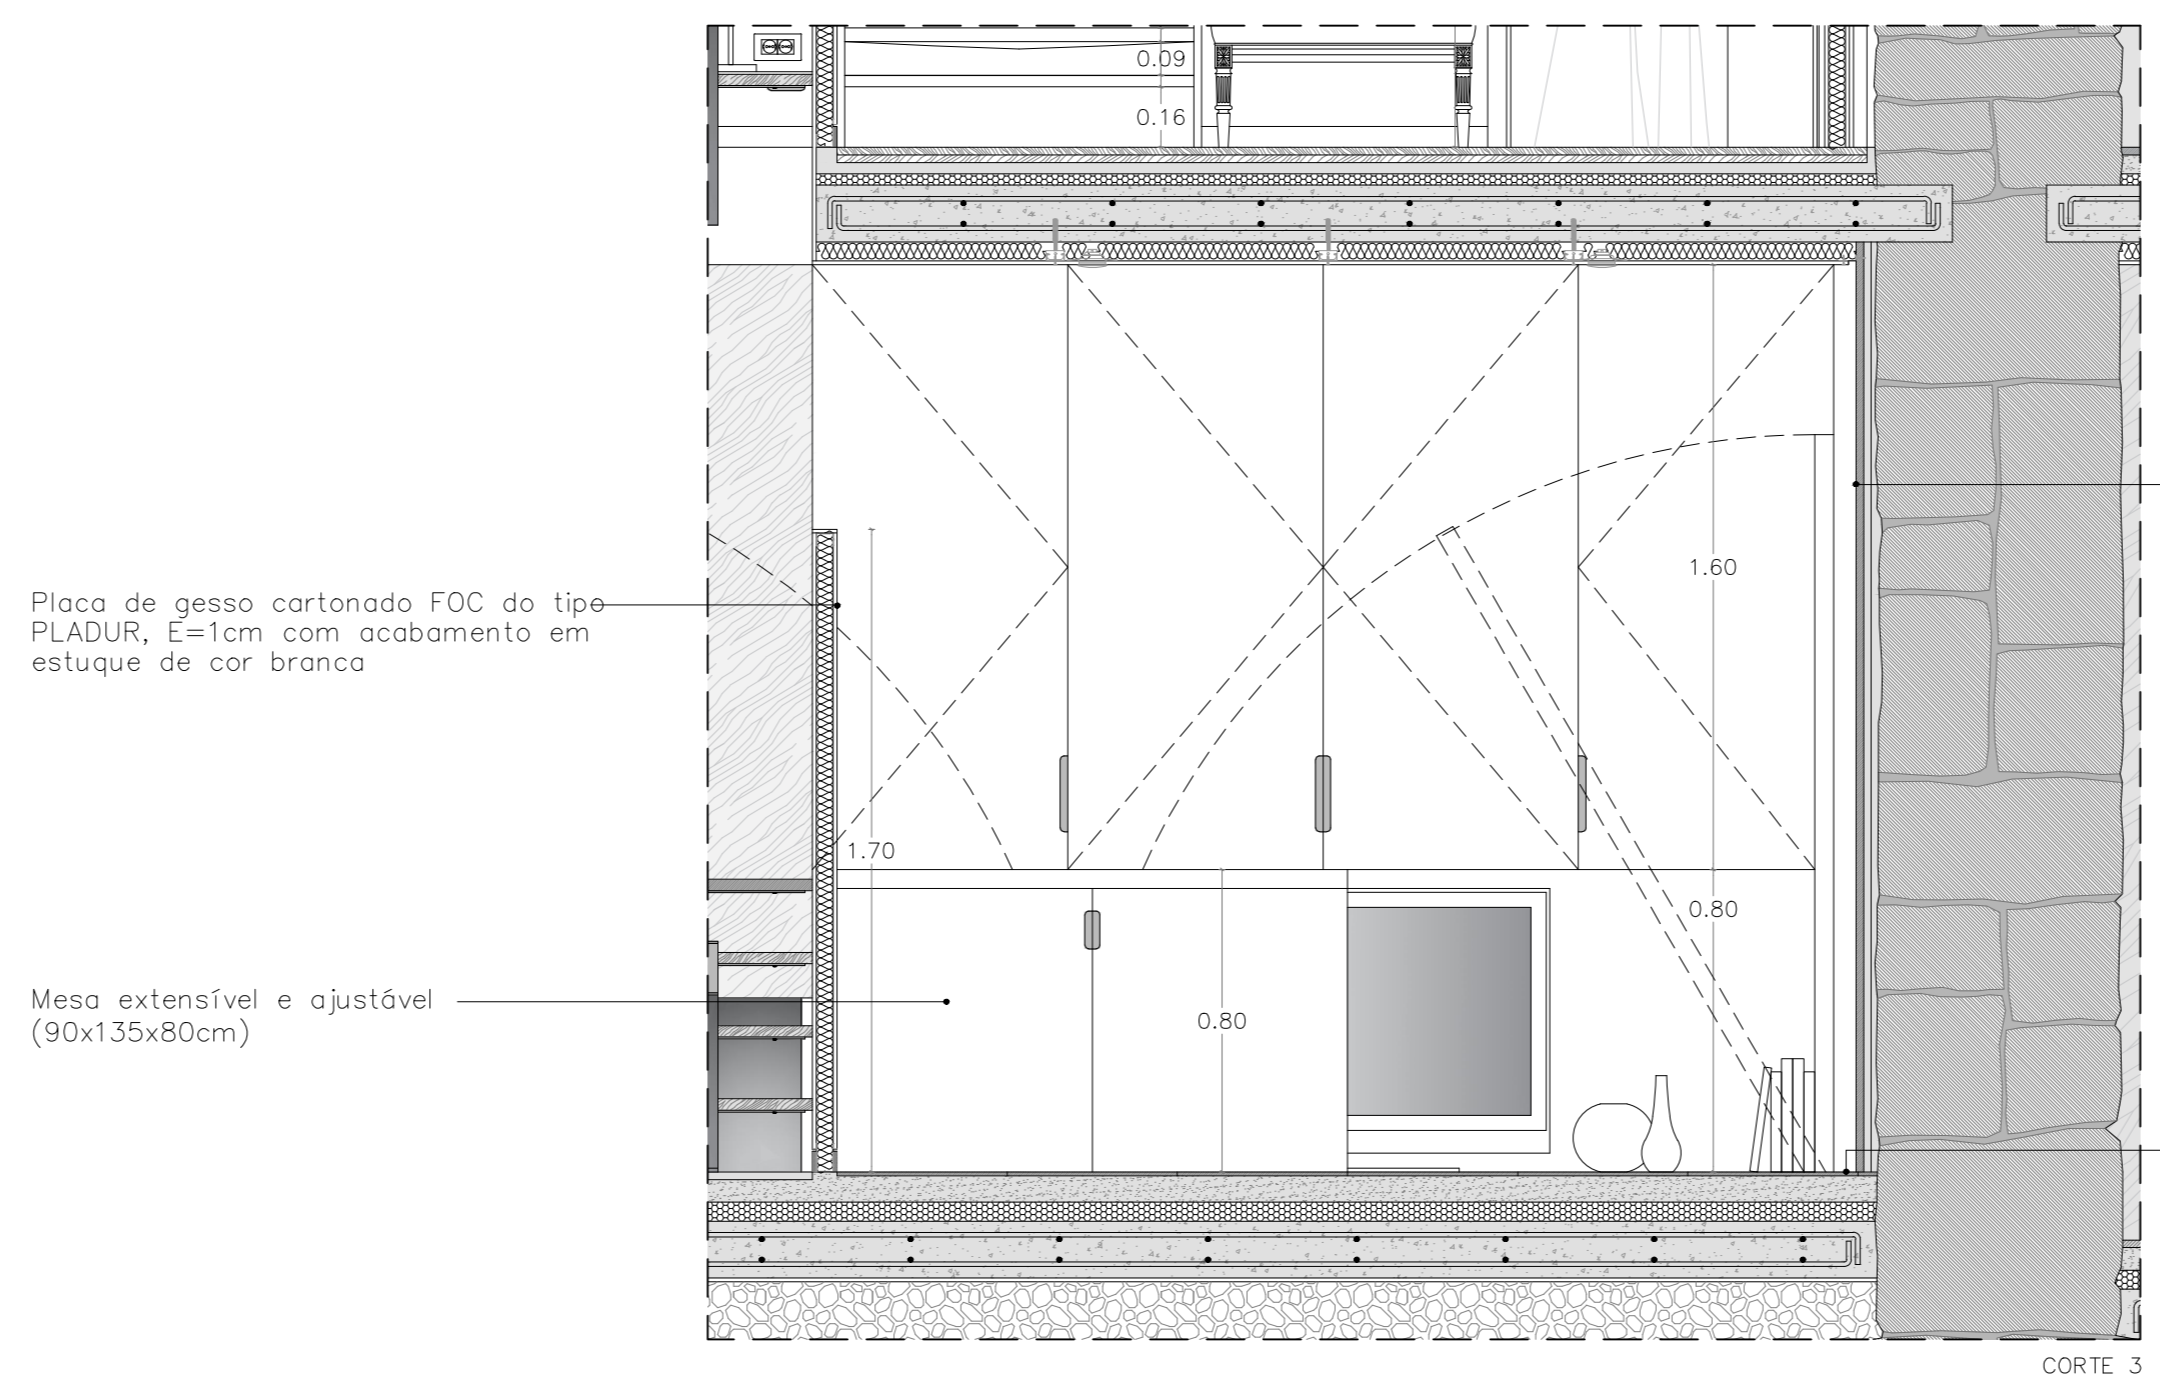 0.09
0.16
1.60
Placa de gesso cartonado FOC do tipo
PLADUR, E=1cm com acabamento em
estuque de cor branca
1.70
0.80
Mesa extensível e ajustável
(90x135x80cm)
0.80
CORTE 3